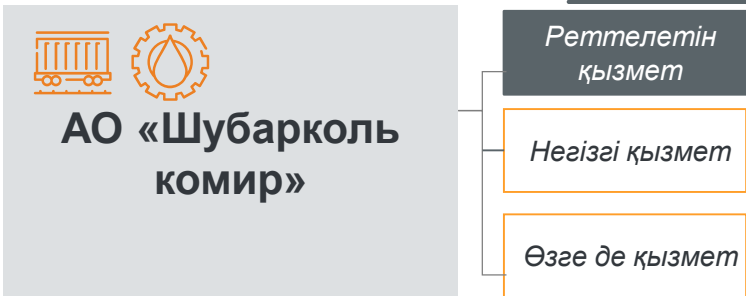 АО «Шубарколь
комир»
Реттелетін
қызмет
Негізгі қызмет
Өзге де қызмет